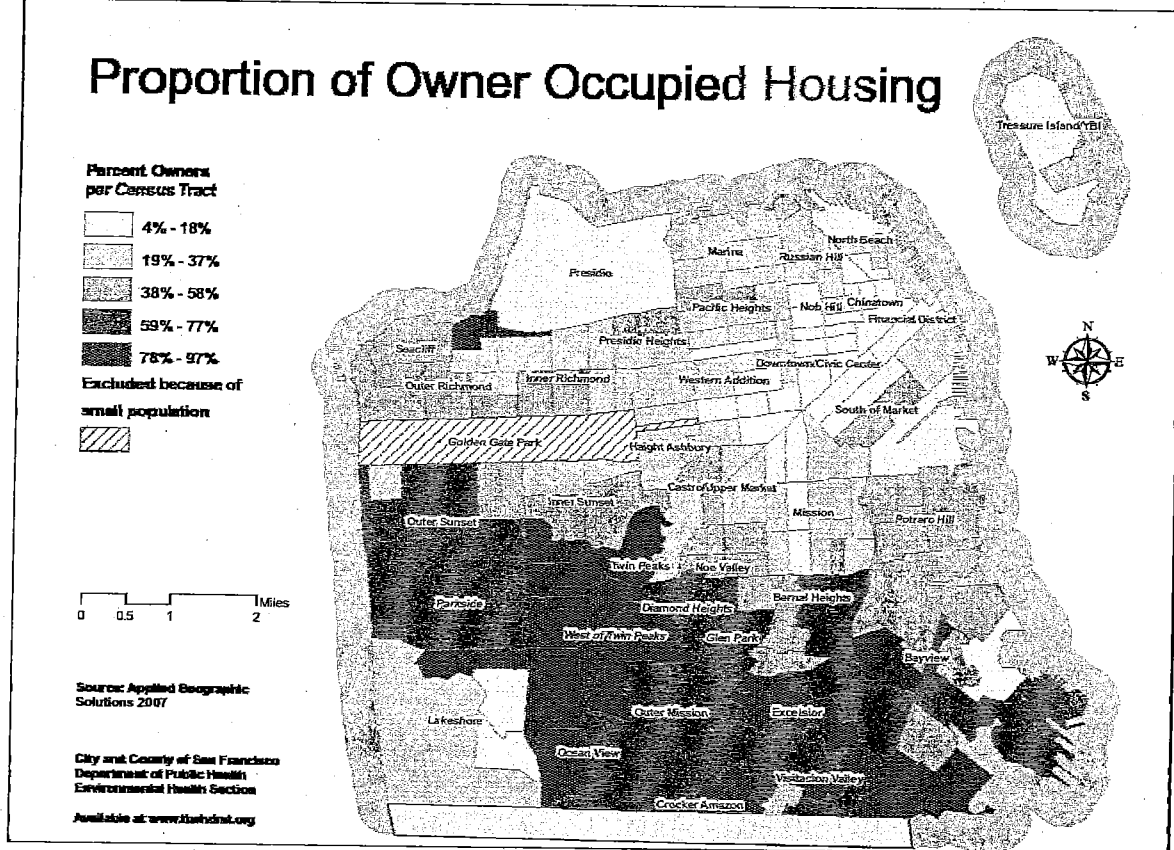 Proportion of Owner Occupied Housing
Tressure Island/YBI
Percent Owners
per Census Tract
4% - 18%
19% - 37%
38% - 58%
59% - 77%
78% - 97%
Excluded because of
small population
North Beach
Marina
Russian Hill
Presidio
Pacific Heights
Nob Hill
Chinatown
Financial District
Presidio Heights
Seacliff
Downtown/Civic Center
Outer Richmond
Inner Richmond
Western Addition
South of Market
Golden Gate Park
Height Ashbury
Castro/Upper Market
Inner Sunset
Mission
Outer Sunset
Potrero Hill
Twin Peaks
Noe Valley
Bernal Heights
Parkside
Diamond Heights
West of Twin Peaks
Glen Park
Bayview
Lakeshore
Outer Mission
Excelsior
Ocean View
Visitacion Valley
Crocker Amazon
N
W
E
S
0 0.5 1 2 Miles
Source: Applied Geographic
Solutions 2007
City and County of San Francisco
Department of Public Health
Environmental Health Section
Available at